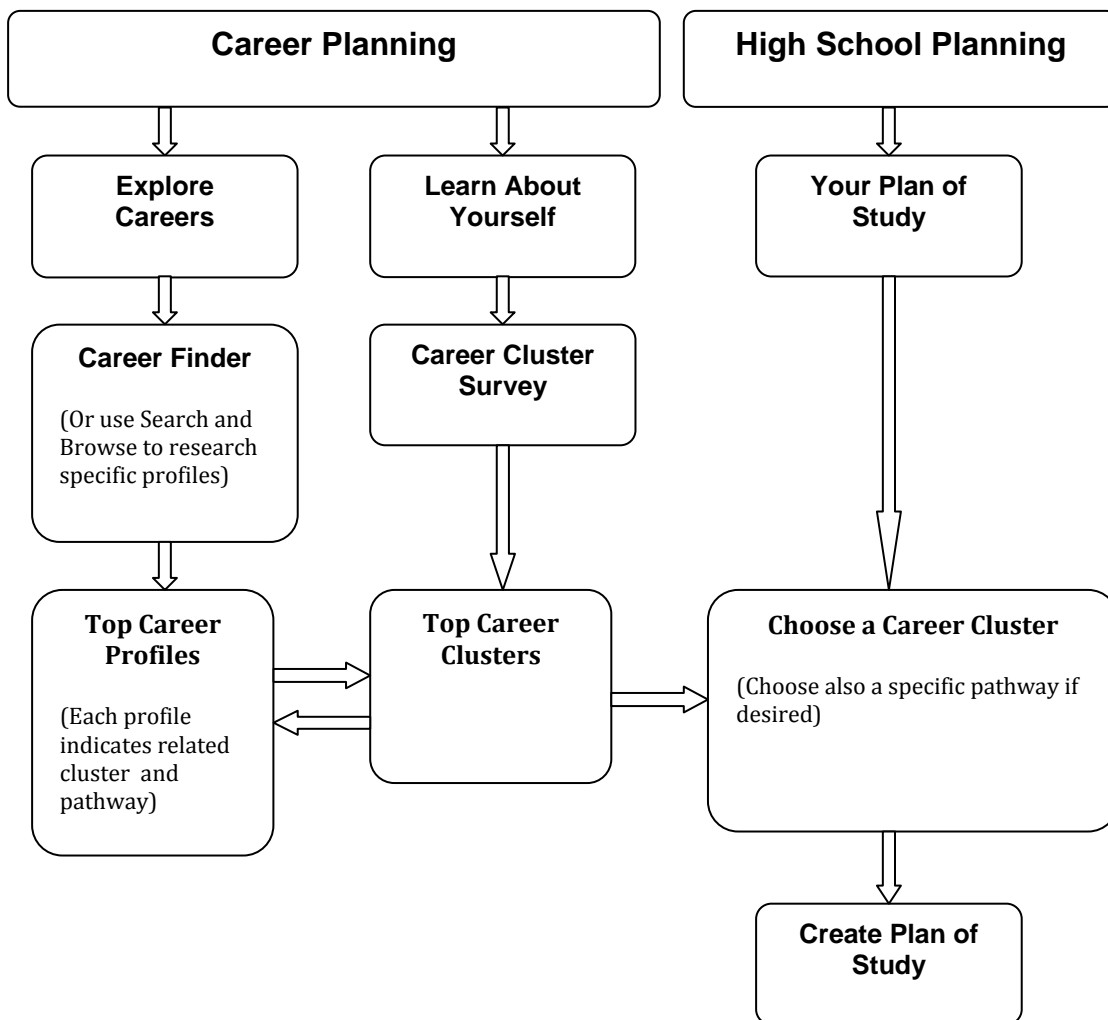 Career Planning
High School Planning
Explore
Careers
Learn About
Yourself
Your Plan of
Study
Career Finder
(Or use Search and
Browse to research
specific profiles)
Career Cluster
Survey
Top Career
Profiles
(Each profile
indicates related
cluster and
pathway)
Top Career
Clusters
Choose a Career Cluster
(Choose also a specific pathway if
desired)
Create Plan of
Study